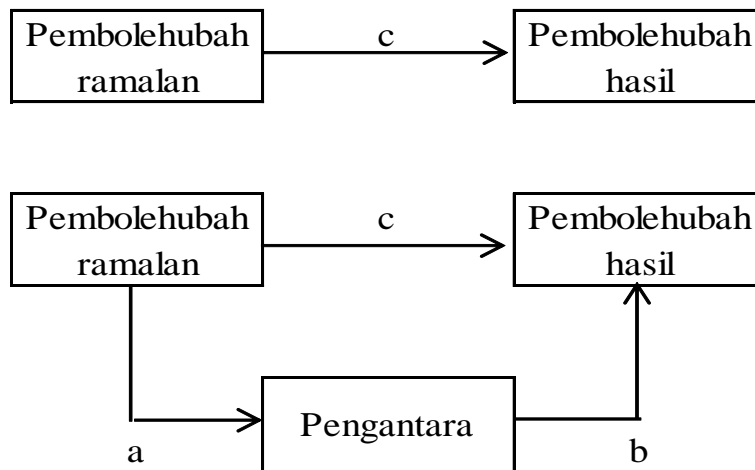 Pembolehubah
ramalan
c
Pembolehubah
hasil
Pembolehubah
ramalan
c
Pembolehubah
hasil
Pengantara
a
b